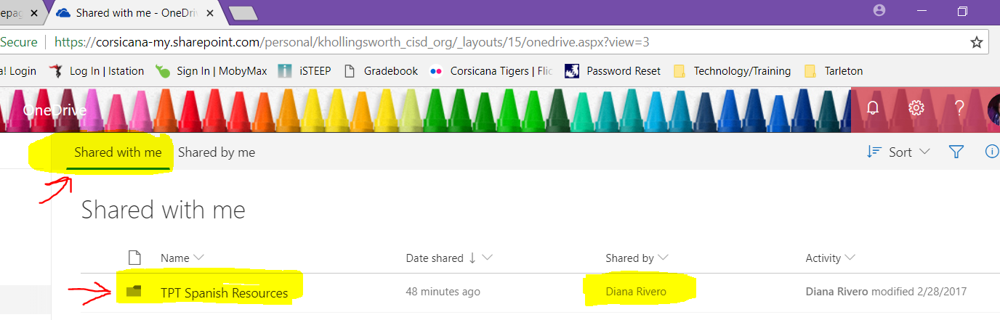 epag Shared with me - OneDri
Secure https://corsicana-my.sharepoint.com/personal/khollingsworth_cisd_org/_layouts/15/onedrive.aspx?view=3
a! Login Log In | Istation Sign In | MobyMax iSTEEP Gradebook Corsicana Tigers | Flic Password Reset Technology/Training Tarleton
OneDrive
Shared with me Shared by me Sort
Shared with me
Name Date shared Shared by Activity
TPT Spanish Resources 48 minutes ago Diana Rivero Diana Rivero modified 2/28/2017